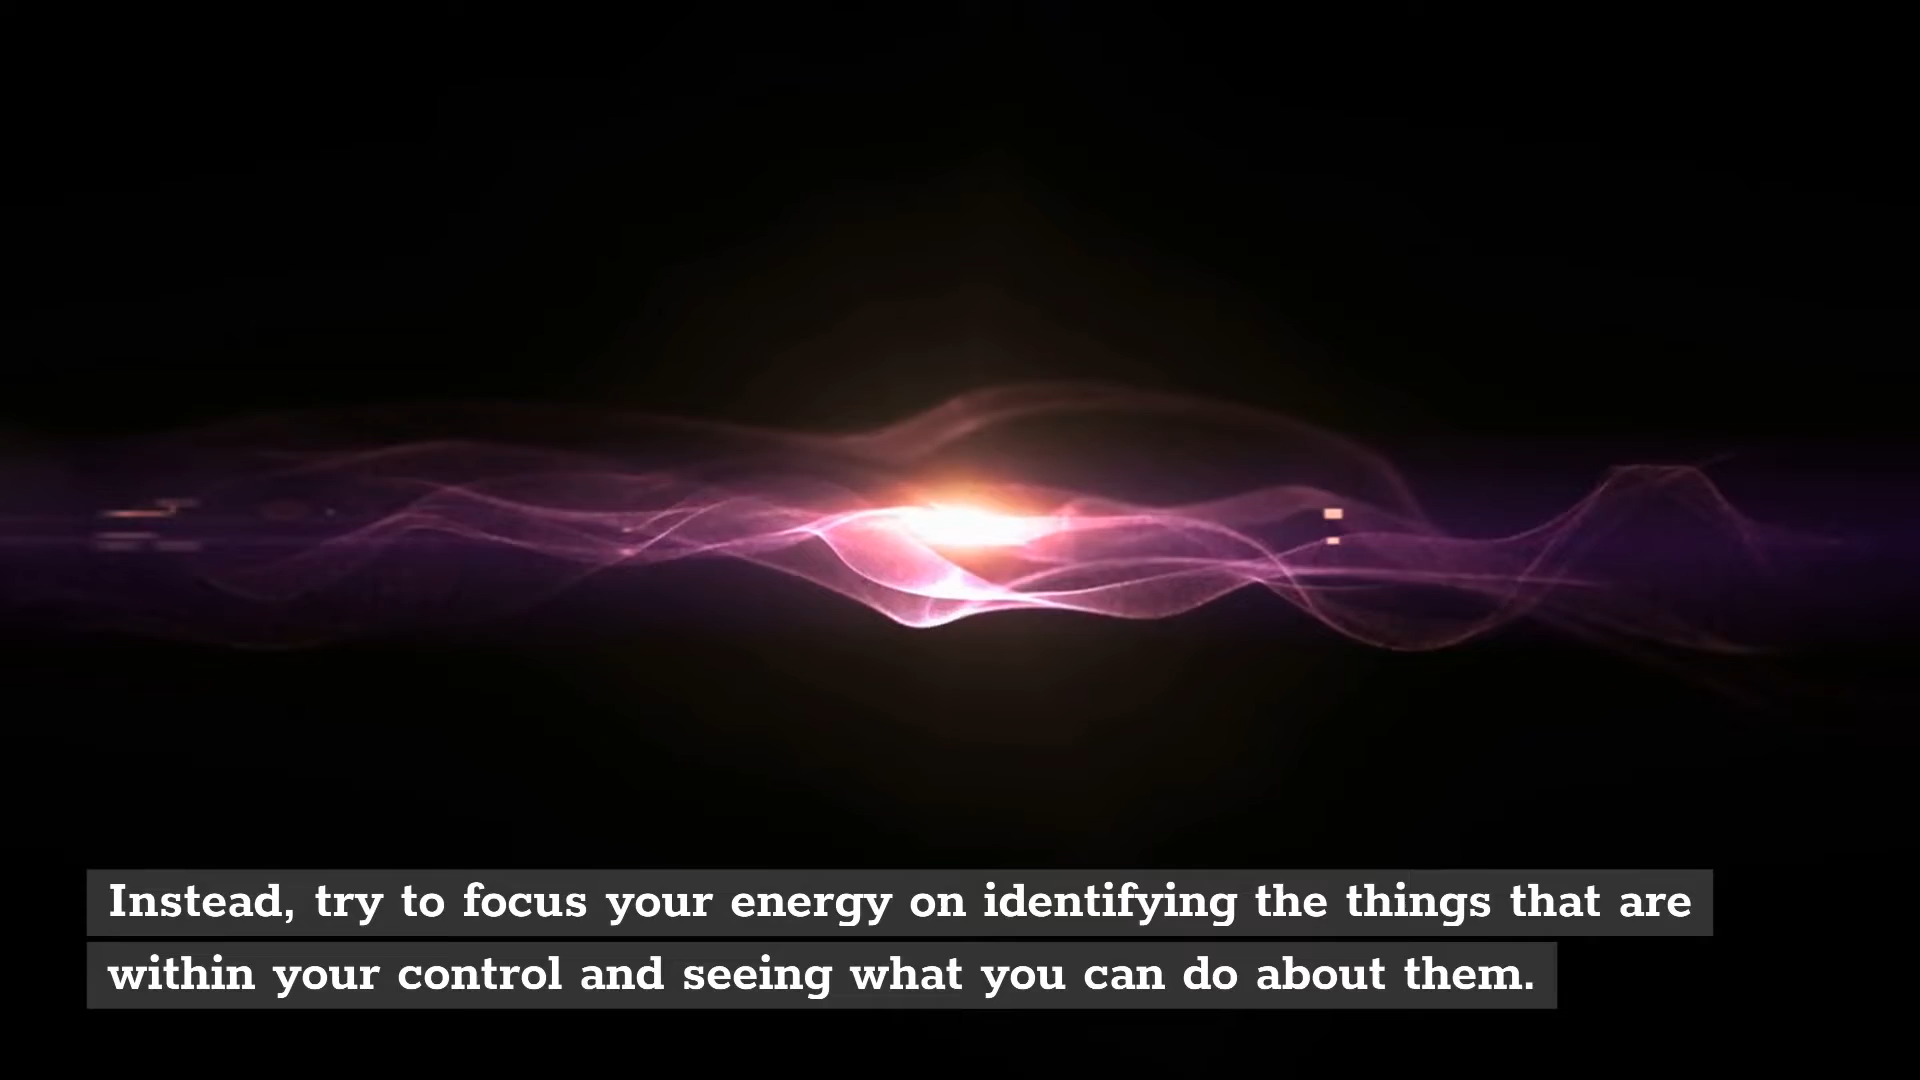 Instead, try to focus your energy on identifying the things that are
within your control and seeing what you can do about them.